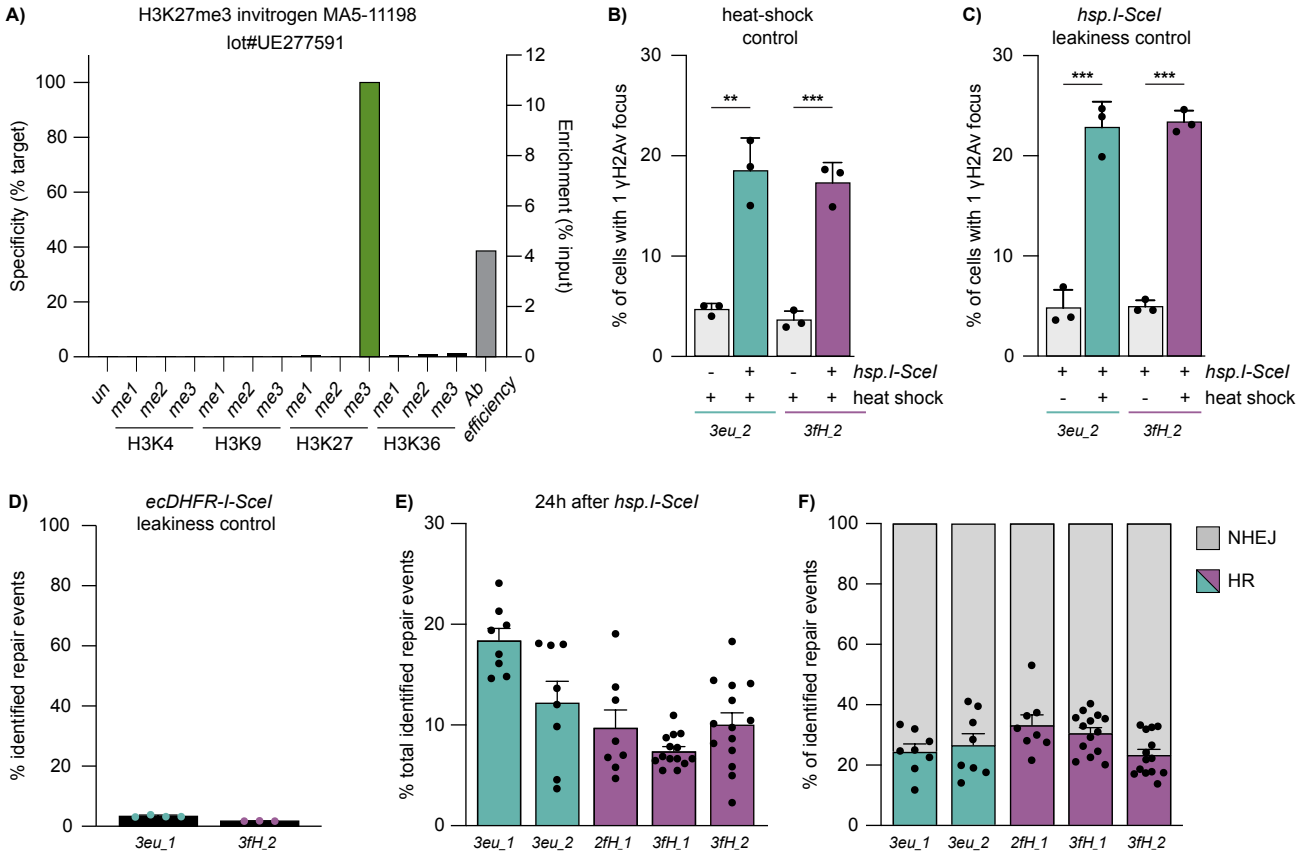 A)
H3K27me3 invitrogen MA5-11198
lot#UE277591
Specificity (% target)
100
80
60
40
20
0
12
10
8
6
4
2
0
Enrichment (% input)
un
me1
me2
me3
me1
me2
me3
me1
me2
me3
me1
me2
me3
Ab
efficiency
H3K4
H3K9
H3K27
H3K36
B)
heat-shock
control
% of cells with 1 γH2Av focus
30
20
10
0
**
***
- + - + hsp.I-SceI
+ + + + heat shock
3eu_2
3fH_2
C)
hsp.I-SceI
leakiness control
% of cells with 1 γH2Av focus
30
20
10
0
***
***
+ + + + hsp.I-SceI
- + - + heat shock
3eu_2
3fH_2
D)
ecDHFR-I-SceI
leakiness control
% identified repair events
100
80
60
40
20
0
3eu_1
3fH_2
E)
24h after hsp.I-SceI
% total identified repair events
30
20
10
0
3eu_1
3eu_2
2fH_1
3fH_1
3fH_2
F)
% of identified repair events
100
80
60
40
20
0
3eu_1
3eu_2
2fH_1
3fH_1
3fH_2
NHEJ
HR